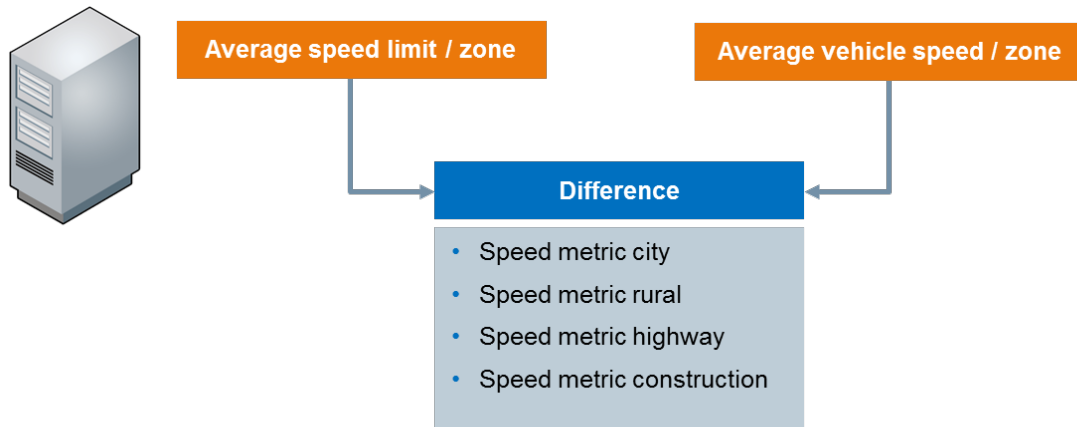 Average speed limit / zone
Average vehicle speed / zone
Difference
• Speed metric city
• Speed metric rural
• Speed metric highway
• Speed metric construction